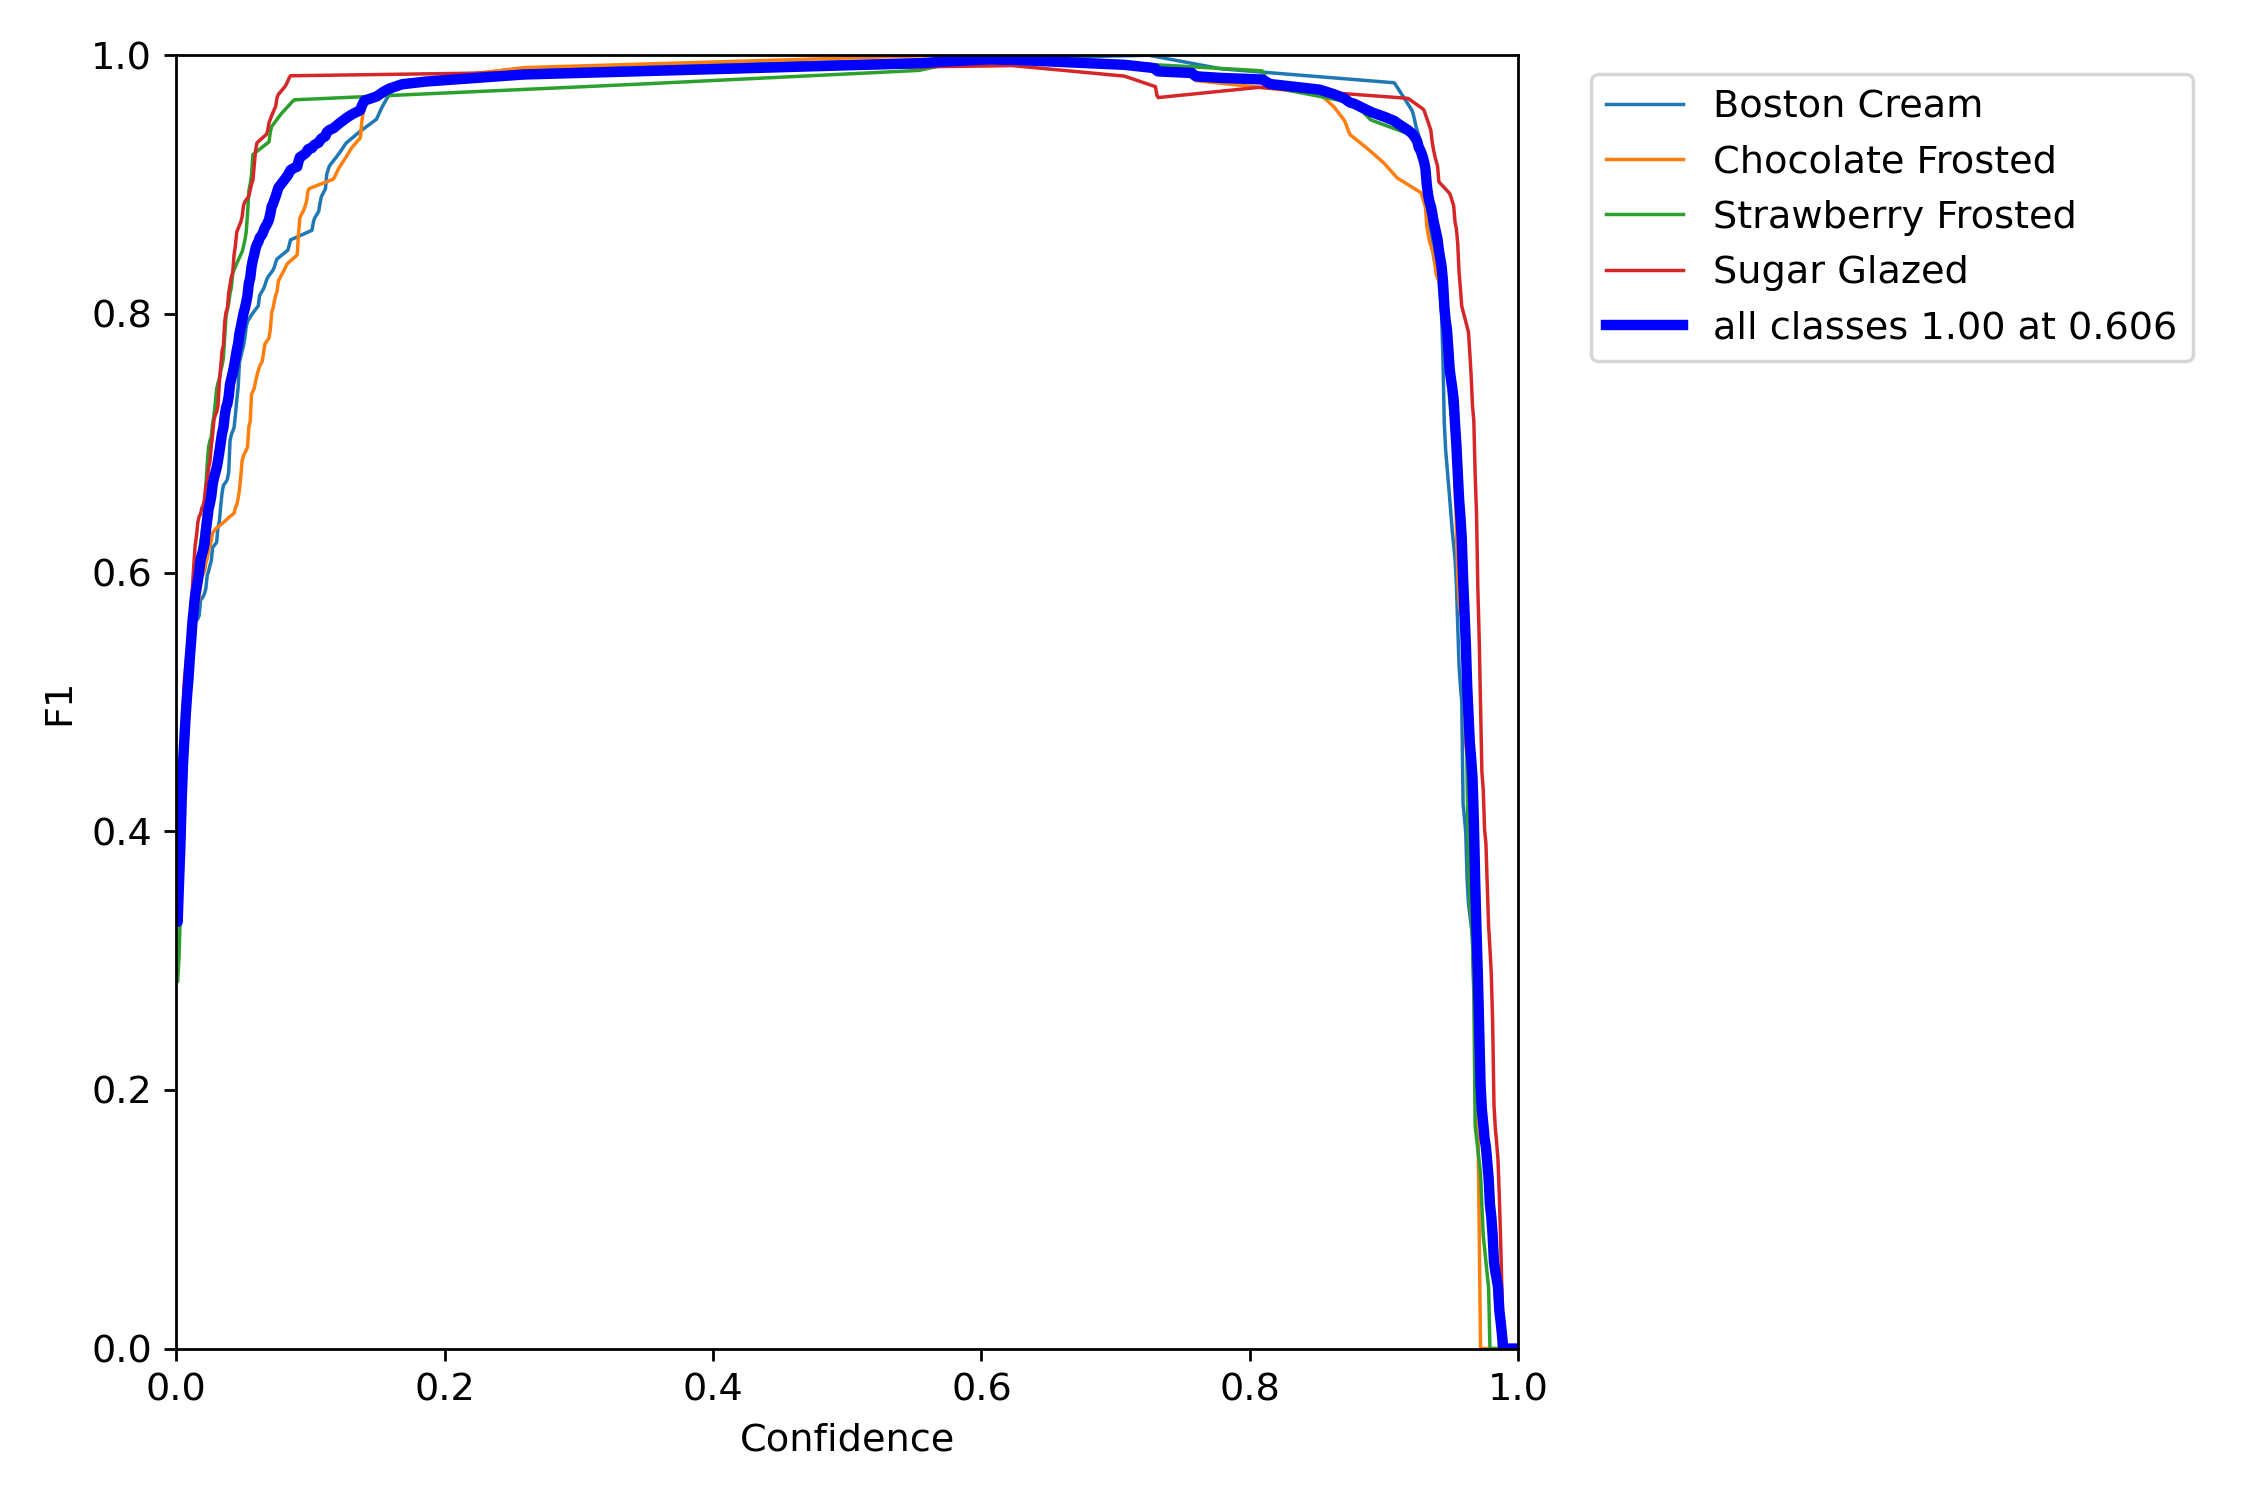 1.0
0.8
0.6
0.4
0.2
0.0
F1
0.0 0.2 0.4 0.6 0.8 1.0
Confidence
Boston Cream
Chocolate Frosted
Strawberry Frosted
Sugar Glazed
all classes 1.00 at 0.606